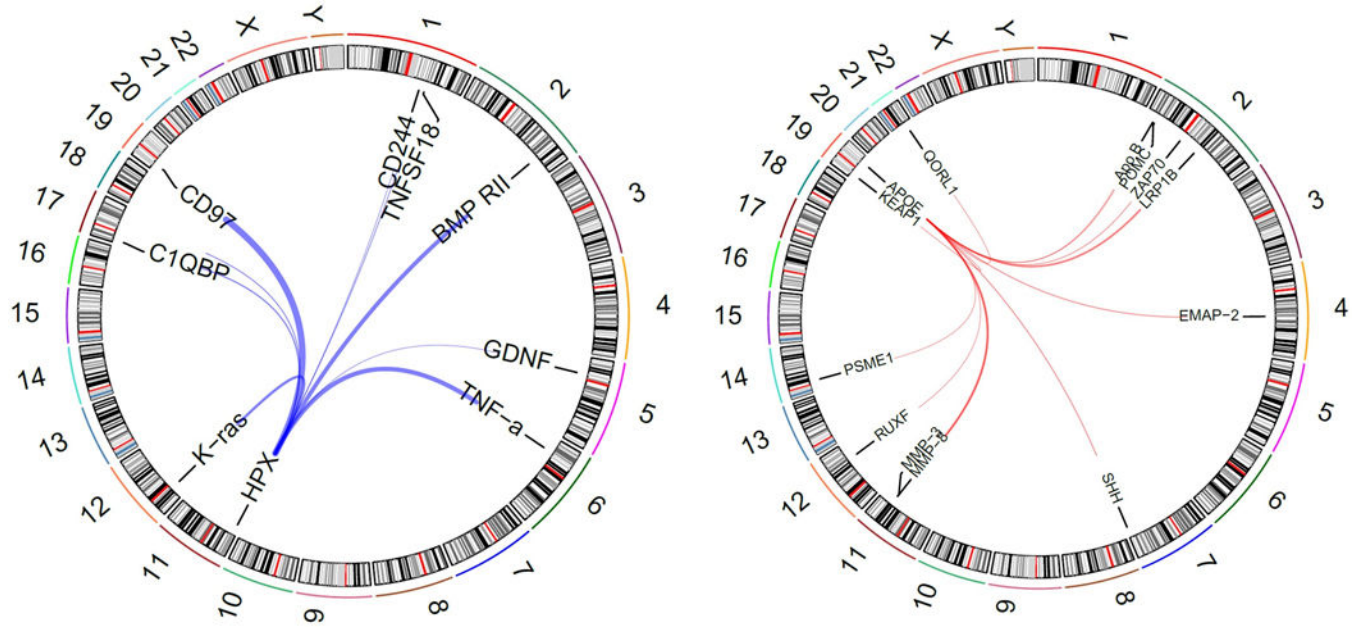 1
2
3
4
5
6
7
8
9
10
11
12
13
14
15
16
17
18
19
20
21
22
X
Y
CD244
TNFSF18
BMP RII
GDNF
TNF-a
HPX
K-ras
C1QBP
CD97
1
2
3
4
5
6
7
8
9
10
11
12
13
14
15
16
17
18
19
20
21
22
X
Y
Apo B
POMC
ZAP70
LRP1B
EMAP-2
SHH
MMP-3
MMP-8
RUXF
PSME1
KEAP1
APOE
QORL1